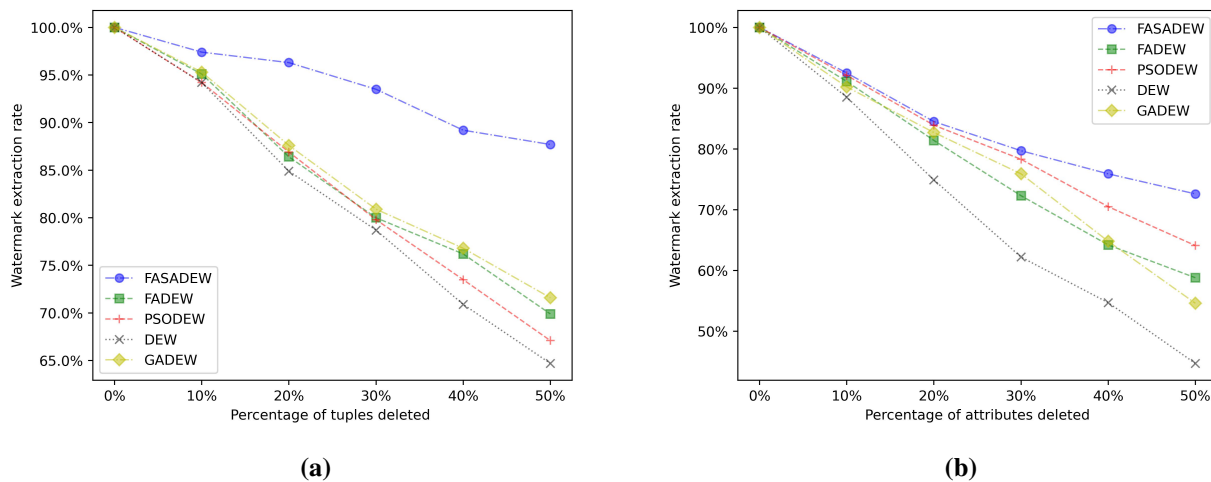 100.0%
95.0%
90.0%
85.0%
80.0%
75.0%
70.0%
65.0%
Watermark extraction rate
FASADEW
FADEW
PSODEW
DEW
GADEW
0% 10% 20% 30% 40% 50%
Percentage of tuples deleted
(a)
100%
90%
80%
70%
60%
50%
Watermark extraction rate
FASADEW
FADEW
PSODEW
DEW
GADEW
0% 10% 20% 30% 40% 50%
Percentage of attributes deleted
(b)